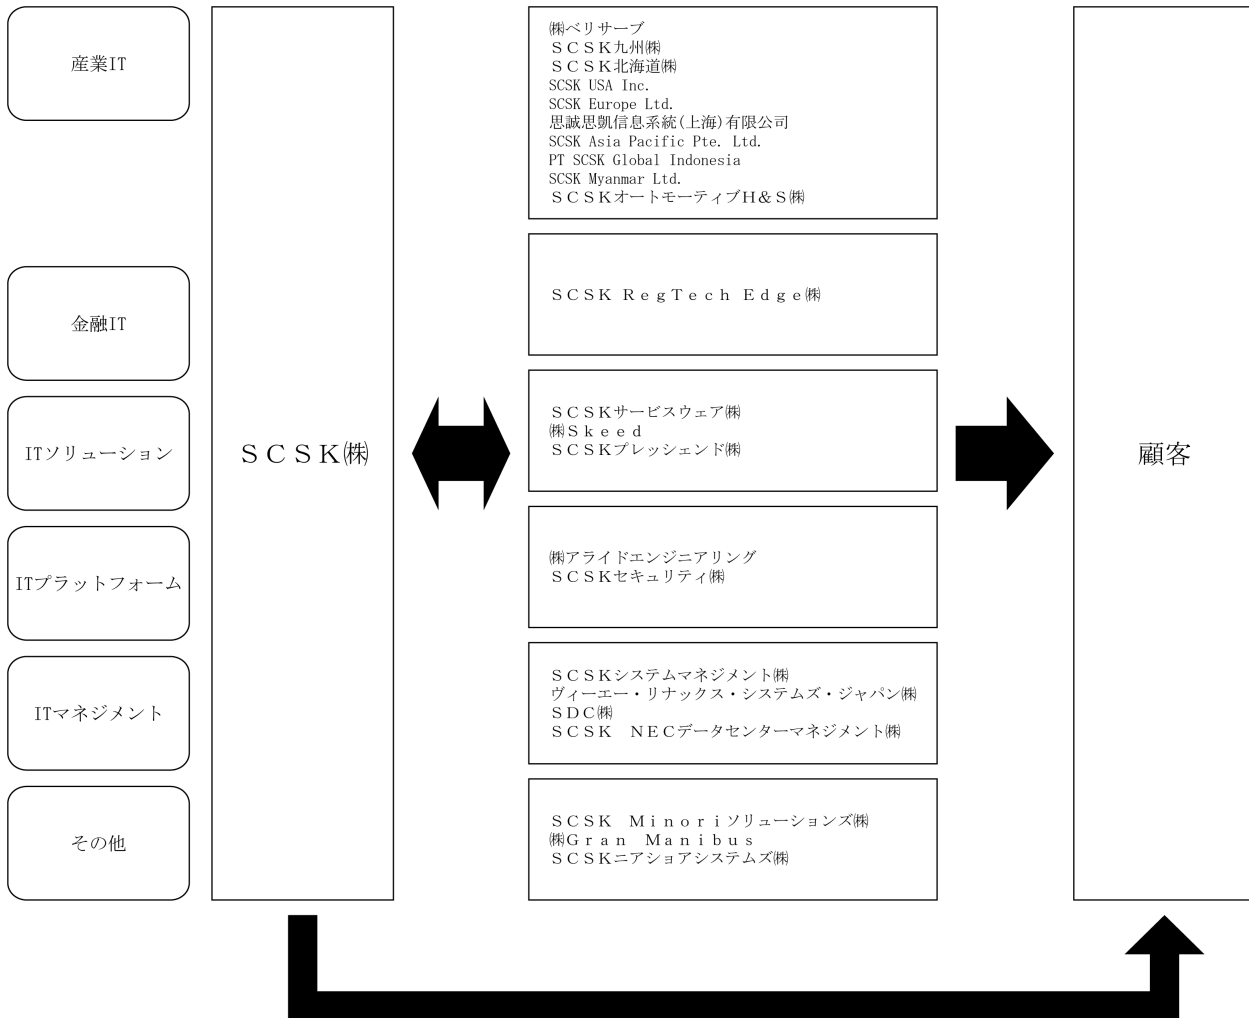 産業IT
㈱ベリサーブ
ＳＣＳＫ九州㈱
ＳＣＳＫ北海道㈱
SCSK USA Inc.
SCSK Europe Ltd.
思誠思凱信息系統(上海)有限公司
SCSK Asia Pacific Pte. Ltd.
PT SCSK Global Indonesia
SCSK Myanmar Ltd.
ＳＣＳＫオートモーティブＨ＆Ｓ㈱
金融IT
ＳＣＳＫ ＲｅｇＴｅｃｈ Ｅｄｇｅ㈱
ITソリューション
ＳＣＳＫ㈱
ＳＣＳＫサービスウェア㈱
㈱Ｓｋｅｅｄ
ＳＣＳＫプレッシェンド㈱
顧客
ITプラットフォーム
㈱アライドエンジニアリング
ＳＣＳＫセキュリティ㈱
ITマネジメント
ＳＣＳＫシステムマネジメント㈱
ヴィーエー・リナックス・システムズ・ジャパン㈱
ＳＤＣ㈱
ＳＣＳＫ　ＮＥＣデータセンターマネジメント㈱
その他
ＳＣＳＫ　Ｍｉｎｏｒｉソリューションズ㈱
㈱Ｇｒａｎ　Ｍａｎｉｂｕｓ
ＳＣＳＫニアショアシステムズ㈱